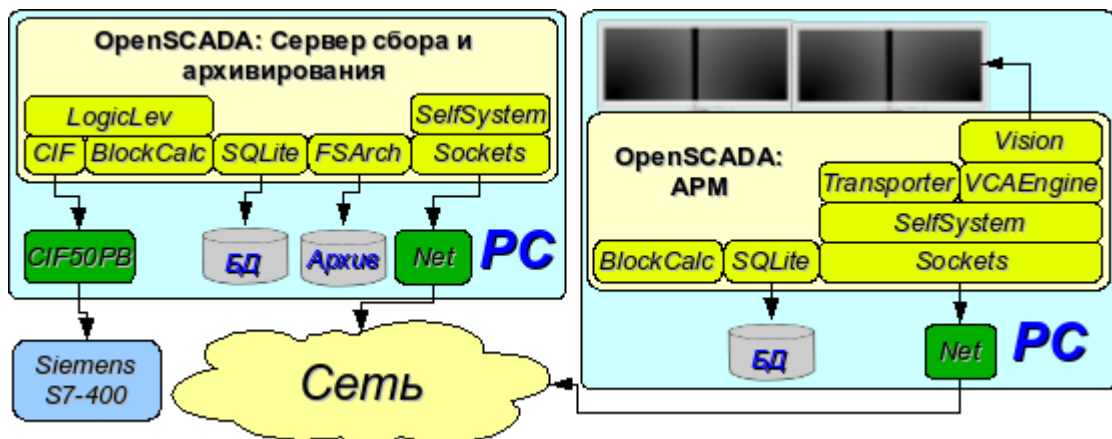 OpenSCADA: Сервер сбора и
архивирования
LogicLev
SelfSystem
CIF
BlockCalc
SQLite
FSArch
Sockets
CIF50PB
БД
Архив
Net
PC
Siemens
S7-400
Сеть
OpenSCADA:
АРМ
Vision
Transporter
VCAEngine
SelfSystem
BlockCalc
SQLite
Sockets
БД
Net
PC